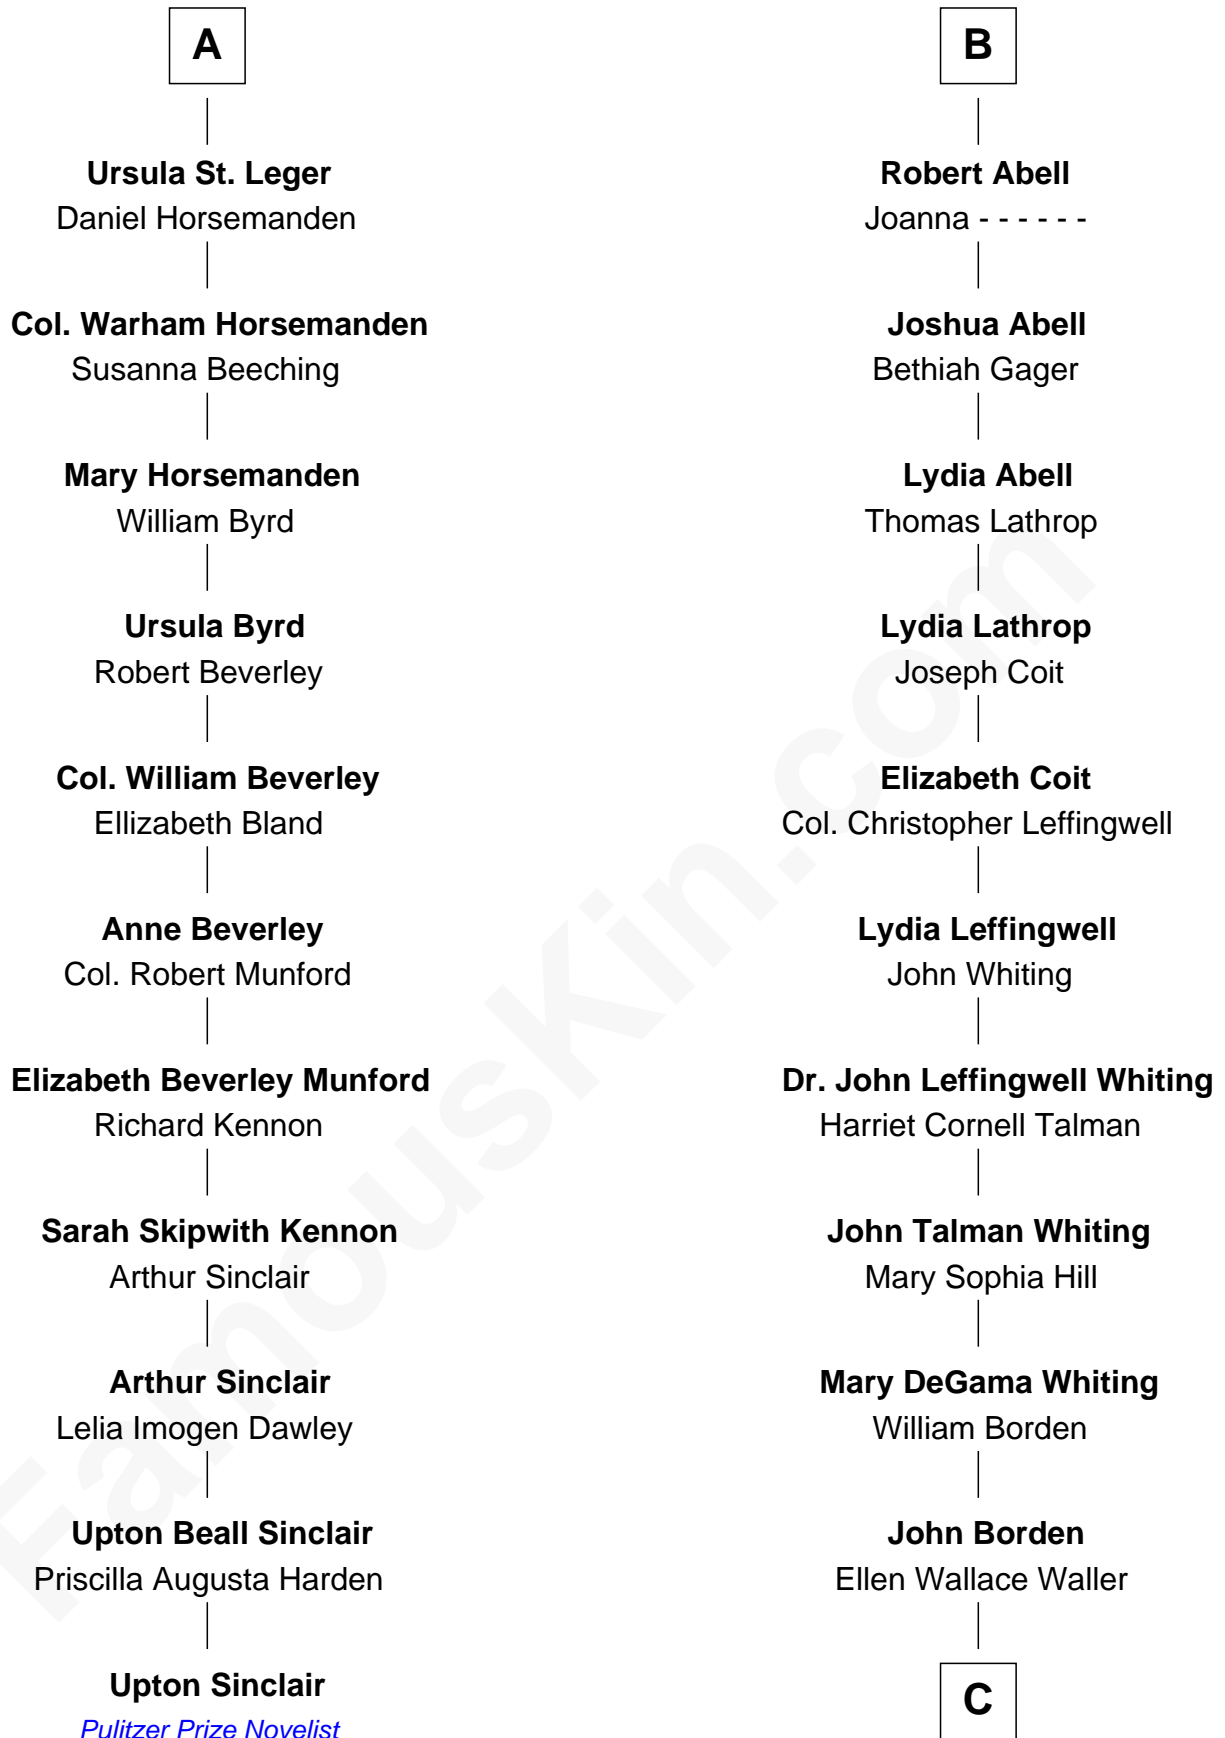 A
Ursula St. Leger
Daniel Horsemanden
Col. Warham Horsemanden
Susanna Beeching
Mary Horsemanden
William Byrd
Ursula Byrd
Robert Beverley
Col. William Beverley
Ellizabeth Bland
Anne Beverley
Col. Robert Munford
Elizabeth Beverley Munford
Richard Kennon
Sarah Skipwith Kennon
Arthur Sinclair
Arthur Sinclair
Lelia Imogen Dawley
Upton Beall Sinclair
Priscilla Augusta Harden
Upton Sinclair
Pulitzer Prize Novelist
B
Robert Abell
Joanna - - - - - -
Joshua Abell
Bethiah Gager
Lydia Abell
Thomas Lathrop
Lydia Lathrop
Joseph Coit
Elizabeth Coit
Col. Christopher Leffingwell
Lydia Leffingwell
John Whiting
Dr. John Leffingwell Whiting
Harriet Cornell Talman
John Talman Whiting
Mary Sophia Hill
Mary DeGama Whiting
William Borden
John Borden
Ellen Wallace Waller
C
FamousKin.com